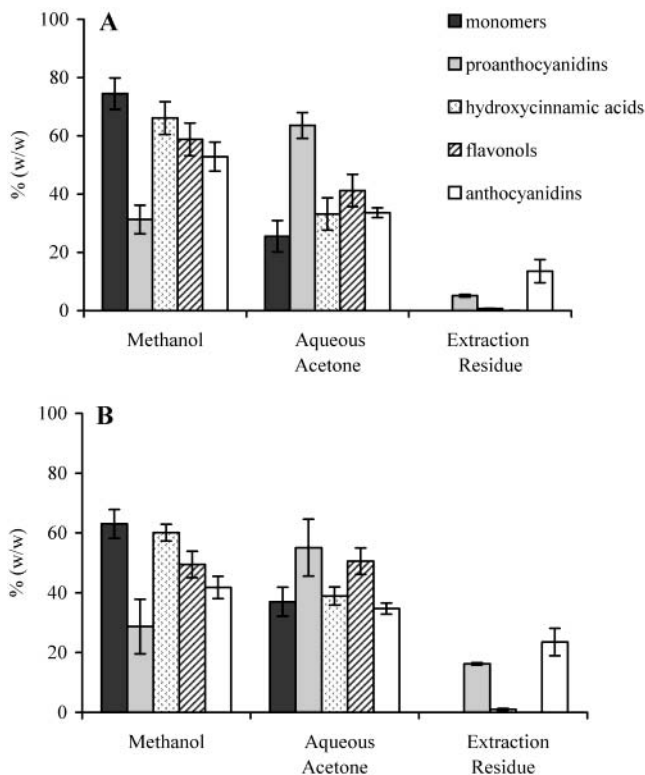 A
100
80
60
40
20
0
% (w/w)
monomers
proanthocyanidins
hydroxycinnamic acids
flavonols
anthocyanidins
Methanol
Aqueous
Acetone
Extraction
Residue
B
100
80
60
40
20
0
% (w/w)
Methanol
Aqueous
Acetone
Extraction
Residue